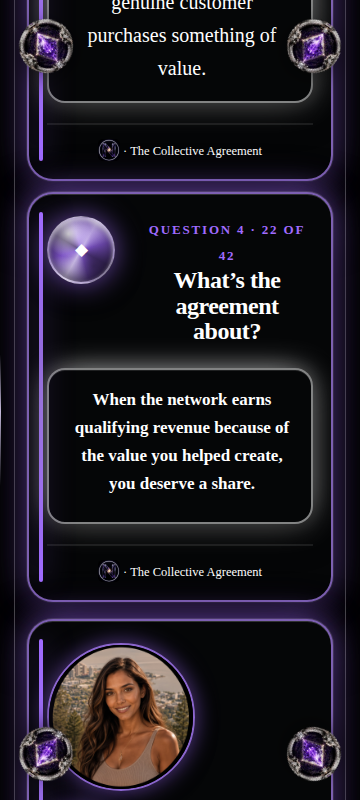 genuine customer
purchases something of
value.
· The Collective Agreement
QUESTION 4 · 22 OF
42
What’s the
agreement
about?
When the network earns
qualifying revenue because of
the value you helped create,
you deserve a share.
· The Collective Agreement